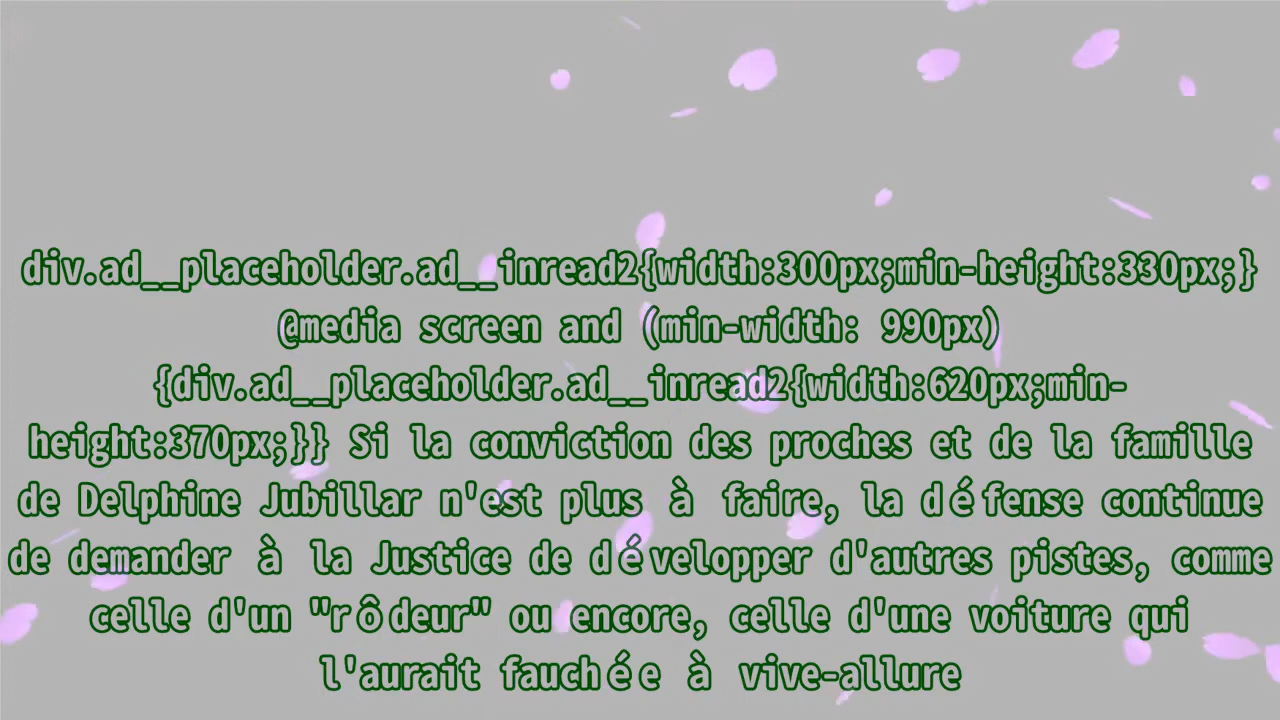 div.ad__placeholder.ad__inread2{width:300px;min-height:330px;}
@media screen and (min-width: 990px)
{div.ad__placeholder.ad__inread2{width:620px;min-
height:370px;}} Si la conviction des proches et de la famille
de Delphine Jubillar n'est plus à faire, la défense continue
de demander à la Justice de développer d'autres pistes, comme
celle d'un "rôdeur" ou encore, celle d'une voiture qui
l'aurait fauchée à vive-allure